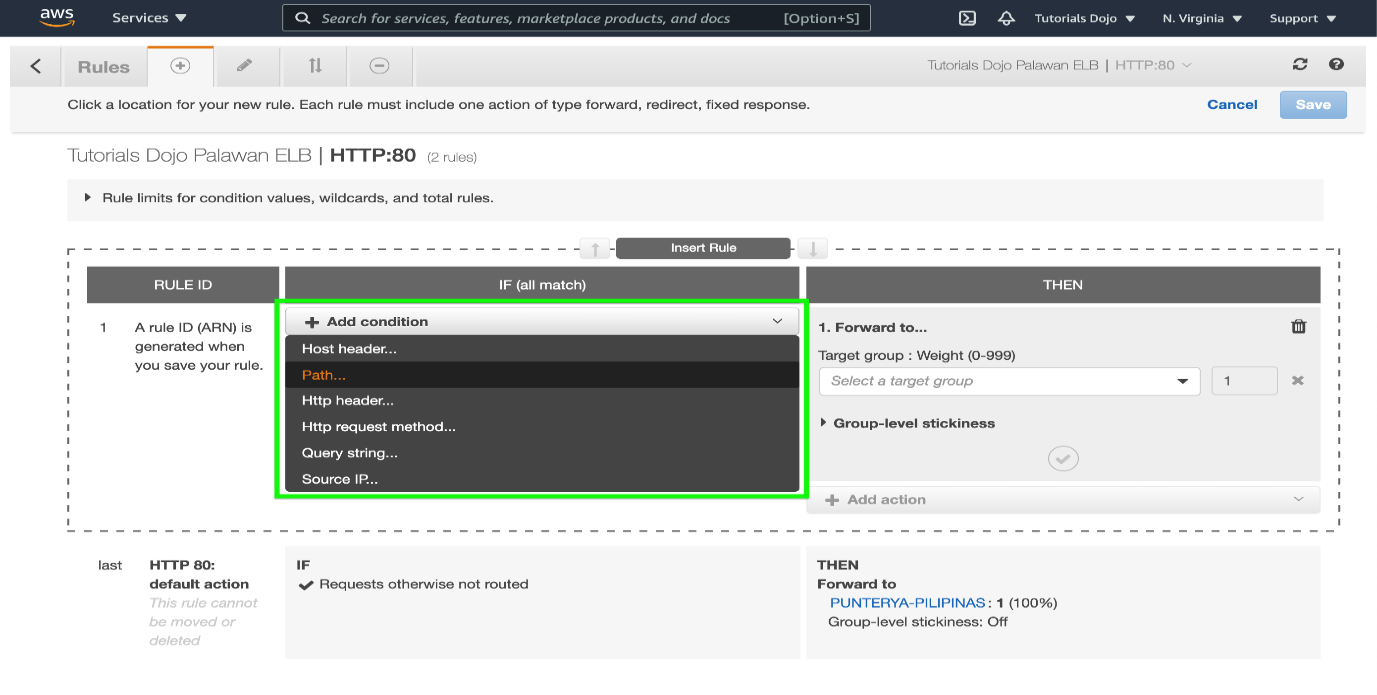 aws Services Search for services, features, marketplace products, and docs [Option+S] Tutorials Dojo N. Virginia Support
Rules Tutorials Dojo Palawan ELB | HTTP:80
Click a location for your new rule. Each rule must include one action of type forward, redirect, fixed response. Cancel Save
Tutorials Dojo Palawan ELB | HTTP:80 (2 rules)
Rule limits for condition values, wildcards, and total rules.
Insert Rule
RULE ID IF (all match) THEN
1 A rule ID (ARN) is
generated when
you save your rule.
Add condition
Host header...
Path...
Http header...
Http request method...
Query string...
Source IP...
1. Forward to...
Target group : Weight (0-999)
Select a target group 1
Group-level stickiness
Add action
last HTTP 80:
default action
This rule cannot
be moved or
deleted
IF
Requests otherwise not routed
THEN
Forward to
PUNTERYA-PILIPINAS : 1 (100%)
Group-level stickiness: Off